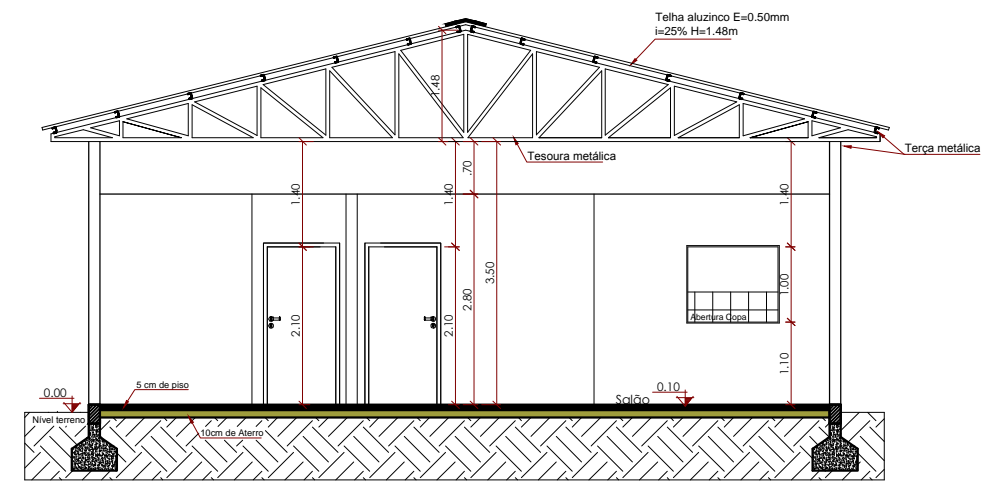 Telha aluzinco E=0.50mm
i=25% H=1.48m
1.48
Tesoura metálica
Terça metálica
1.40
1.40
.70
1.40
3.50
2.80
1.00
Abertura Copa
2.10
2.10
1.10
5 cm de piso
0.00
0.10
Salão
Nível terreno
10cm de Aterro